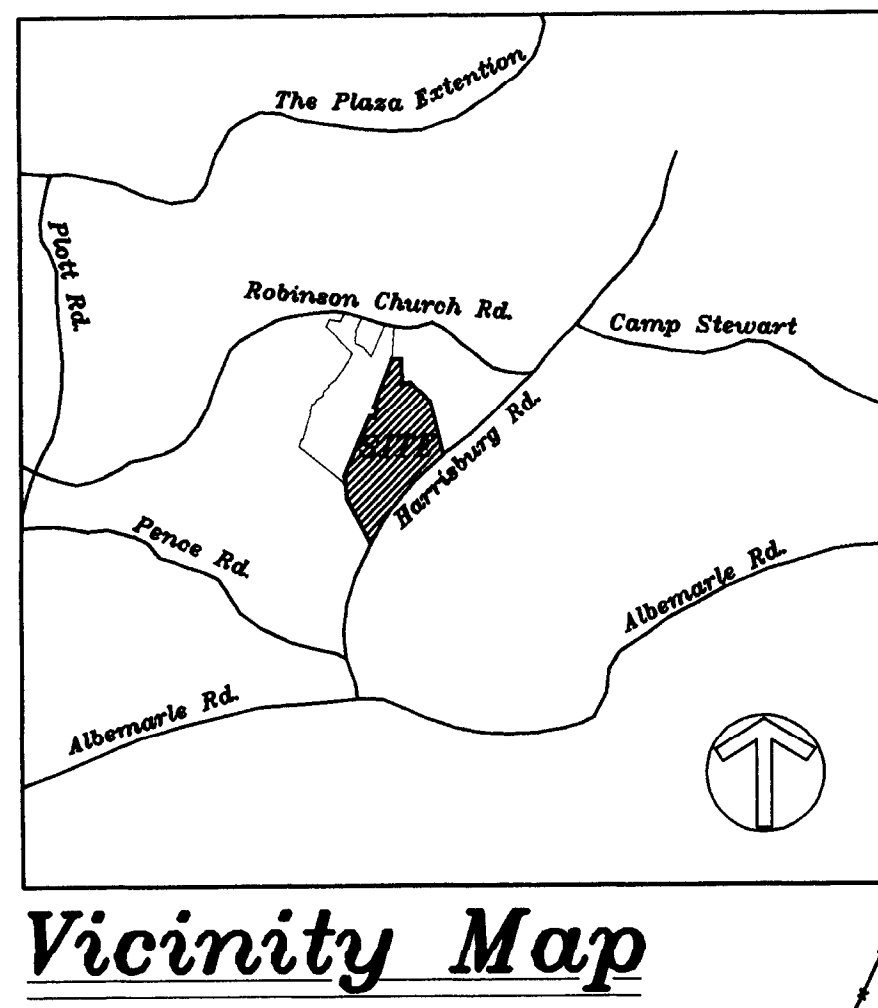 The Plaza Extention
Plott Rd.
Robinson Church Rd.
Camp Stewart
SITE
Harrisburg Rd.
Pence Rd.
Albemarle Rd.
Albemarle Rd.
Vicinity Map